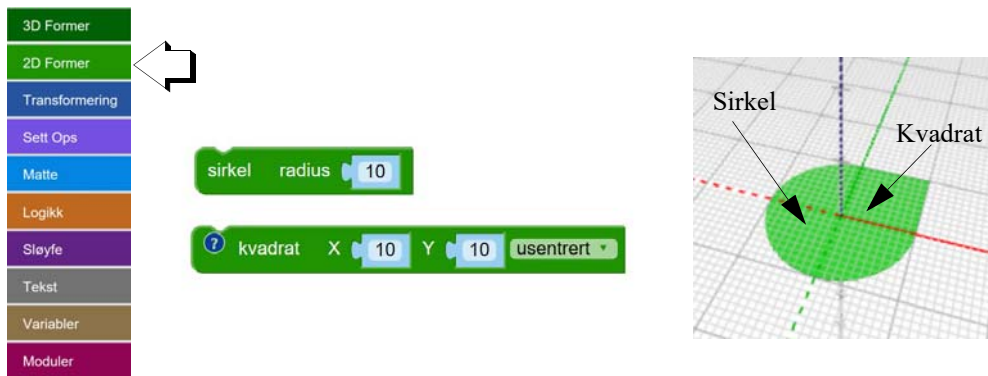 3D Former
2D Former
Transformering
Sett Ops
Matte
Logikk
Sløyfe
Tekst
Variabler
Moduler
sirkel radius 10
? kvadrat X 10 Y 10 usentrert
Sirkel
Kvadrat